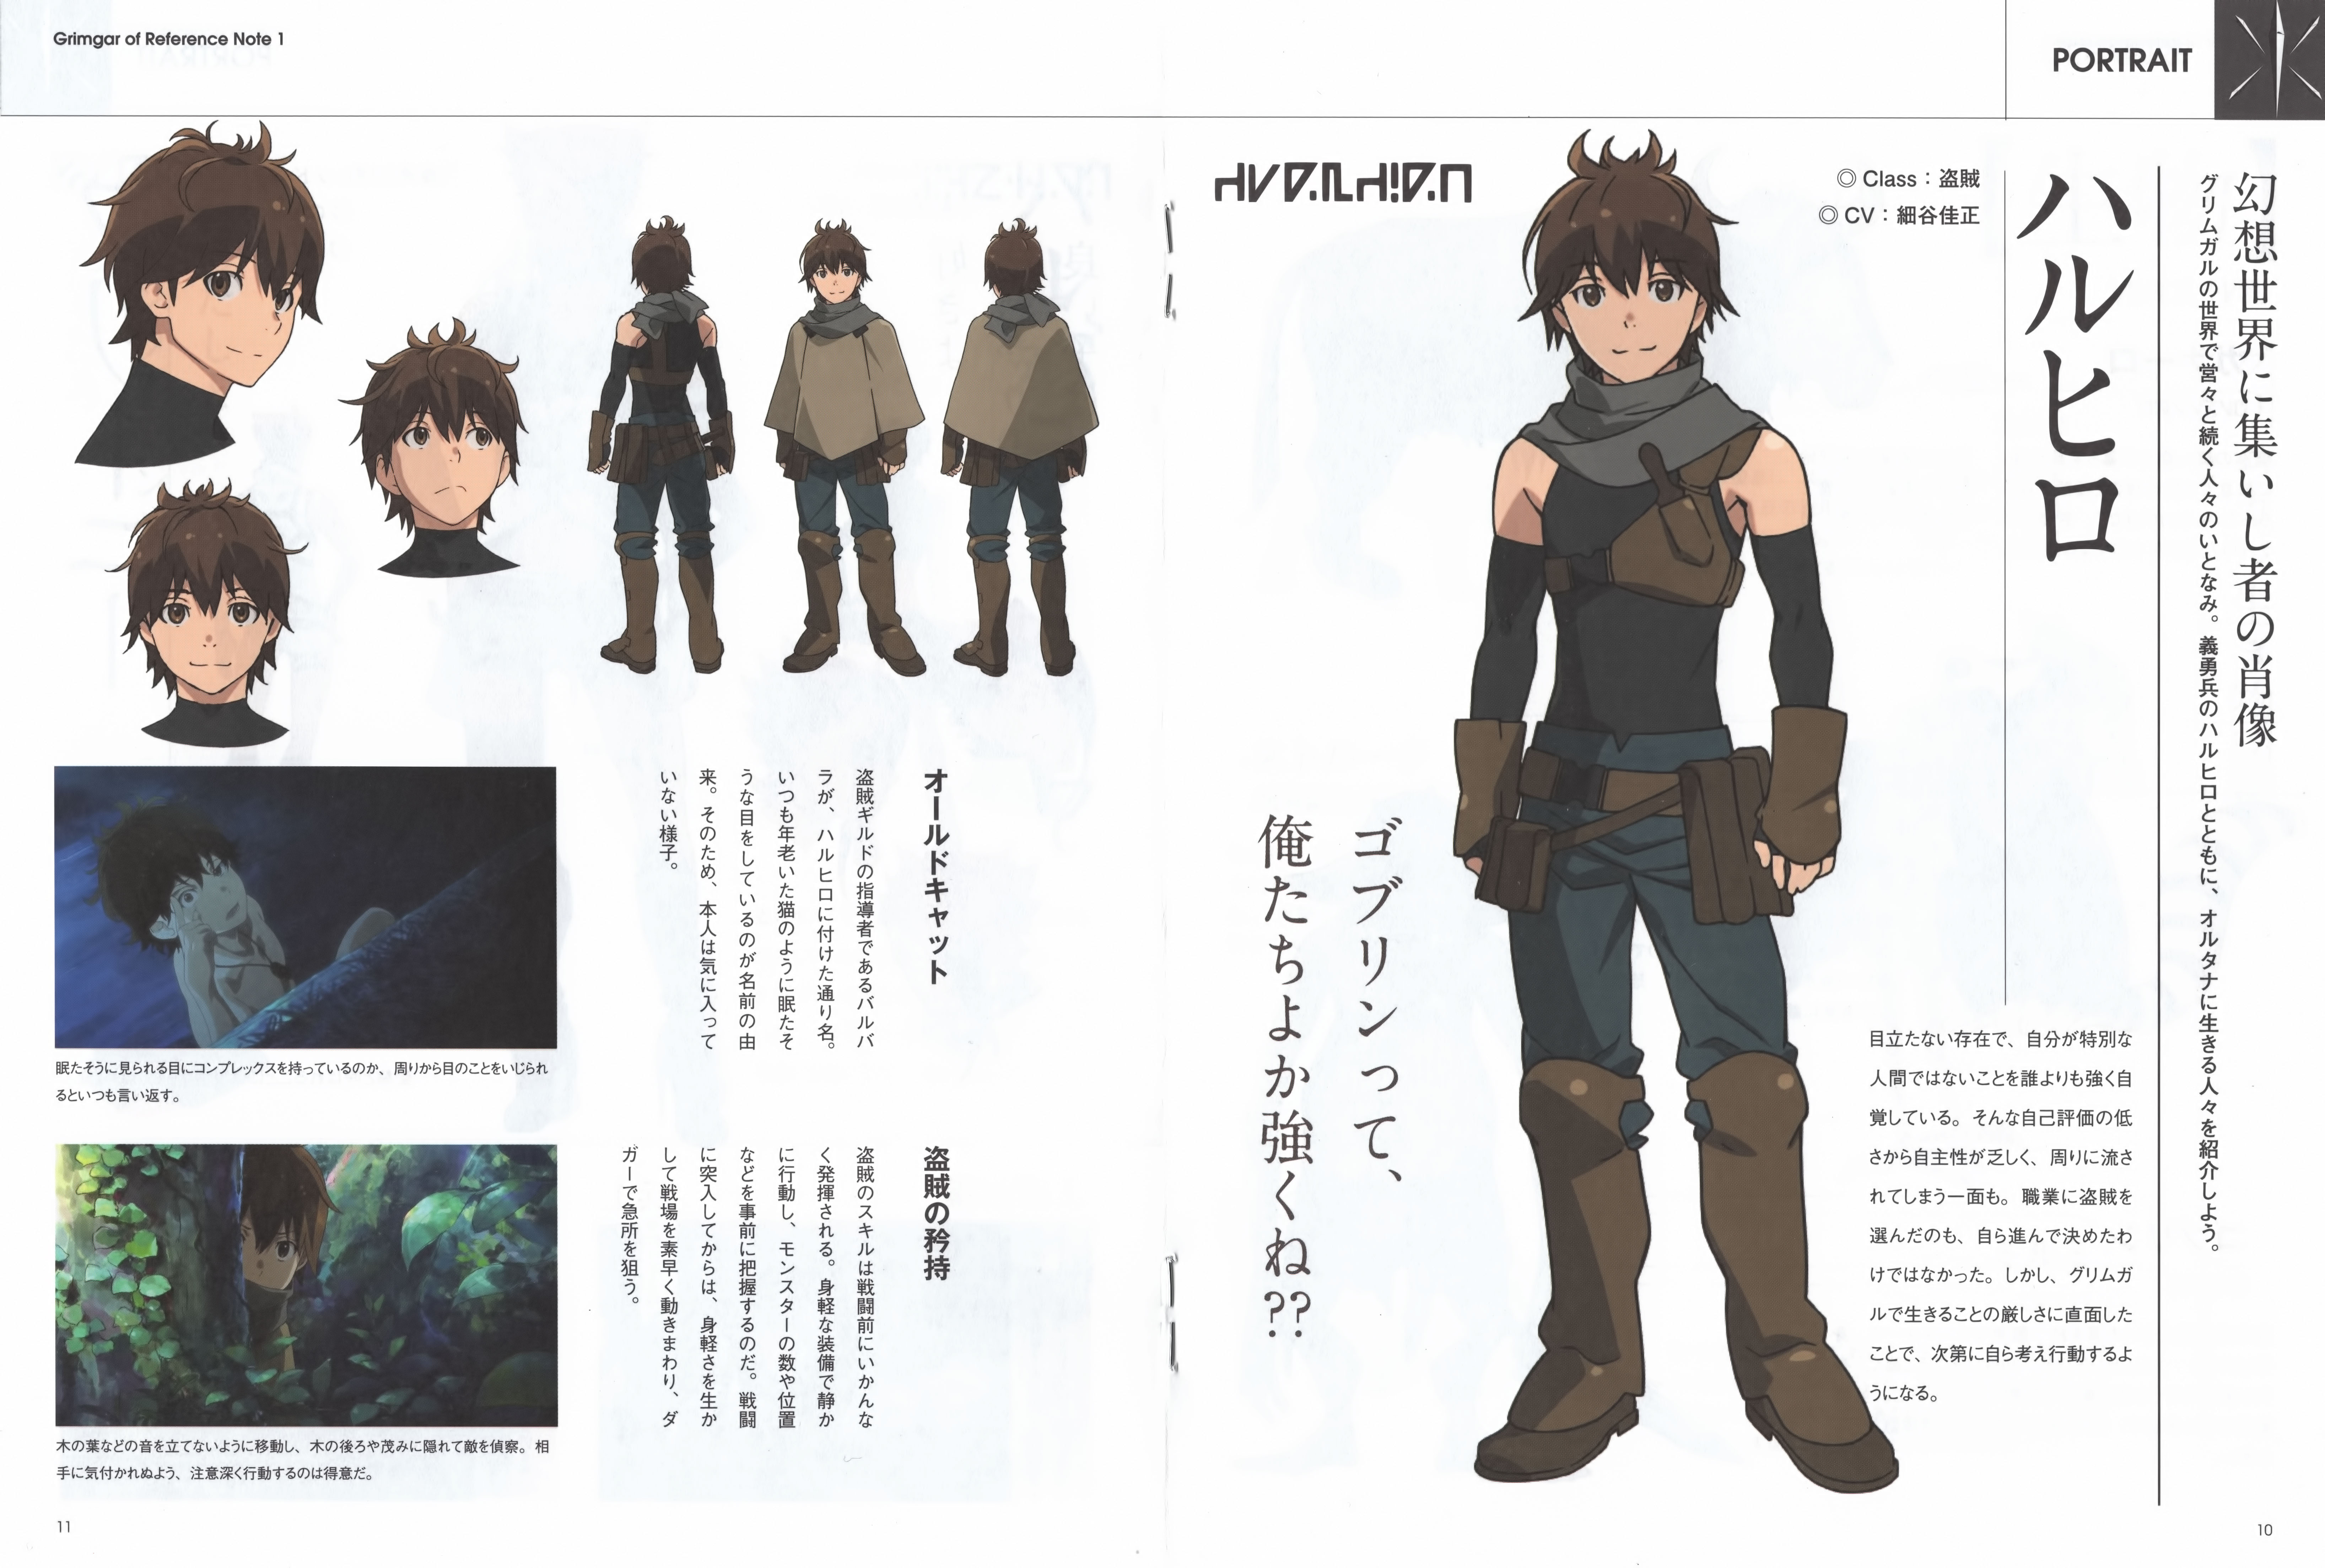 Grimgar of Reference Note 1
PORTRAIT
幻想世界に集いし者の肖像
グリムガルの世界で営々と続く人々のいとなみ。義勇兵のハルヒロとともに、オルタナに生きる人々を紹介しよう。
ハルヒロ
◎ Class：盗賊
◎ CV：細谷佳正
目立たない存在で、自分が特別な
人間ではないことを誰よりも強く自
覚している。そんな自己評価の低
さから自主性が乏しく、周りに流さ
れてしまう一面も。職業に盗賊を
選んだのも、自ら進んで決めたわ
けではなかった。しかし、グリムガ
ルで生きることの厳しさに直面した
ことで、次第に自ら考え行動するよ
うになる。
ゴブリンって、
俺たちよか強くね??
10
オールドキャット
盗賊ギルドの指導者であるバルバ
ラが、ハルヒロに付けた通り名。
いつも年老いた猫のように眠たそ
うな目をしているのが名前の由
来。そのため、本人は気に入って
いない様子。
盗賊の矜持
盗賊のスキルは戦闘前にいかんな
く発揮される。身軽な装備で静か
に行動し、モンスターの数や位置
などを事前に把握するのだ。戦闘
に突入してからは、身軽さを生か
して戦場を素早く動きまわり、ダ
ガーで急所を狙う。
眠たそうに見られる目にコンプレックスを持っているのか、周りから目のことをいじられ
るといつも言い返す。
木の葉などの音を立てないように移動し、木の後ろや茂みに隠れて敵を偵察。相
手に気付かれぬよう、注意深く行動するのは得意だ。
11